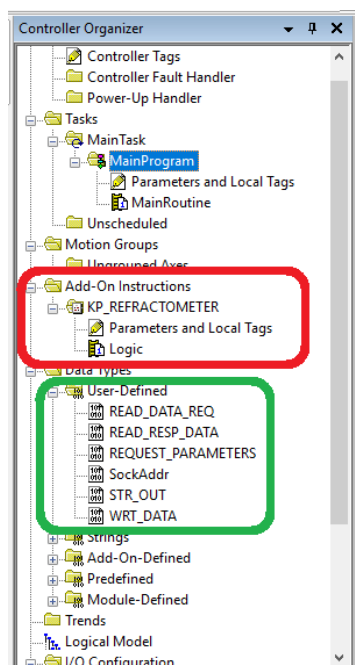 Controller Organizer
Controller Tags
Controller Fault Handler
Power-Up Handler
Tasks
MainTask
MainProgram
Parameters and Local Tags
MainRoutine
Unscheduled
Motion Groups
Ungrouped Axes
Add-On Instructions
KP_REFRACTOMETER
Parameters and Local Tags
Logic
Data Types
User-Defined
READ_DATA_REQ
READ_RESP_DATA
REQUEST_PARAMETERS
SockAddr
STR_OUT
WRT_DATA
Strings
Add-On-Defined
Predefined
Module-Defined
Trends
Logical Model
I/O Configuration